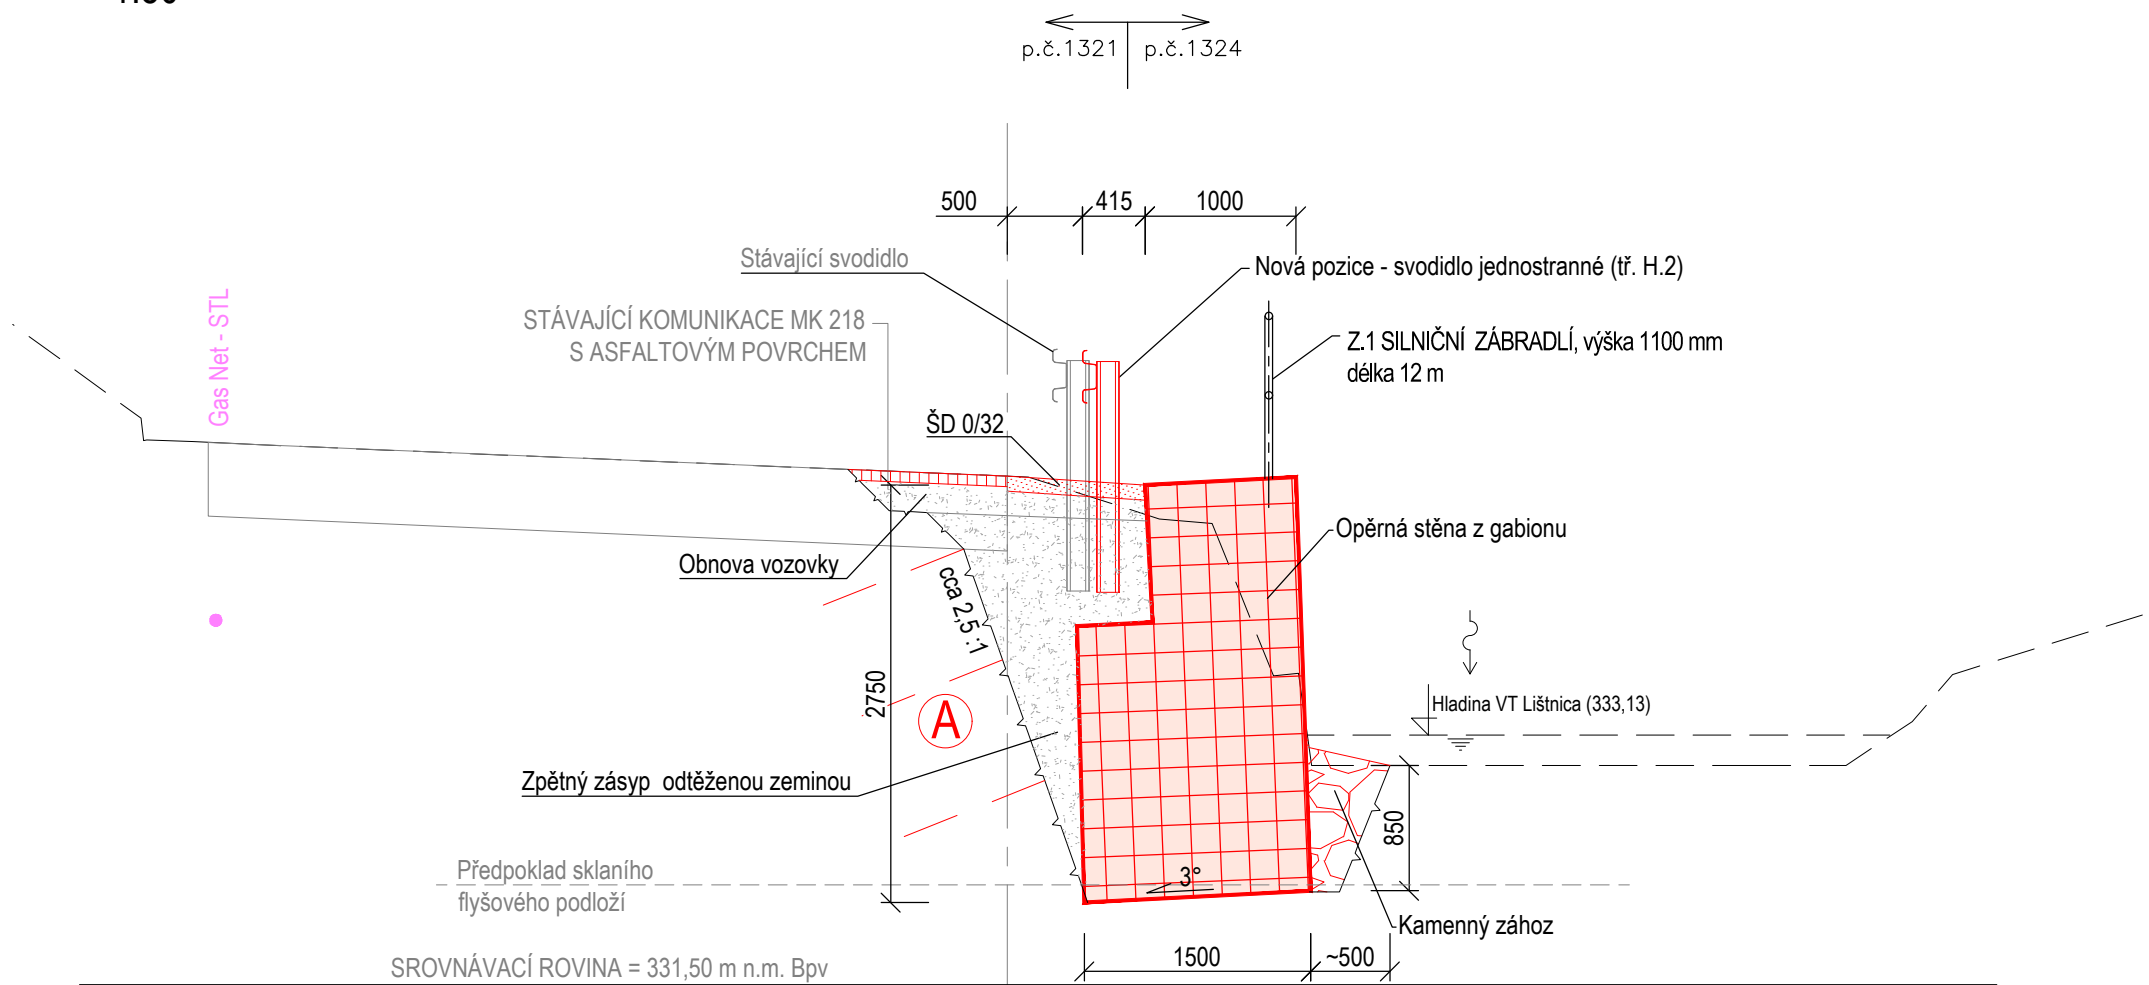 p.č.1321 p.č.1324
500 415 1000
Stávající svodidlo
Nová pozice - svodidlo jednostranné (tř. H.2)
Gas Net - STL
STÁVAJÍCÍ KOMUNIKACE MK 218
S ASFALTOVÝM POVRCHEM
Z.1 SILNIČNÍ ZÁBRADLÍ, výška 1100 mm
délka 12 m
ŠD 0/32
Opěrná stěna z gabionu
Obnova vozovky
cca 2,5 :1
2750
A
Hladina VT Lištnica (333,13)
Zpětný zásyp odtěženou zeminou
850
Předpoklad sklaního
flyšového podloží
3°
Kamenný zához
1500 ~500
SROVNÁVACÍ ROVINA = 331,50 m n.m. Bpv